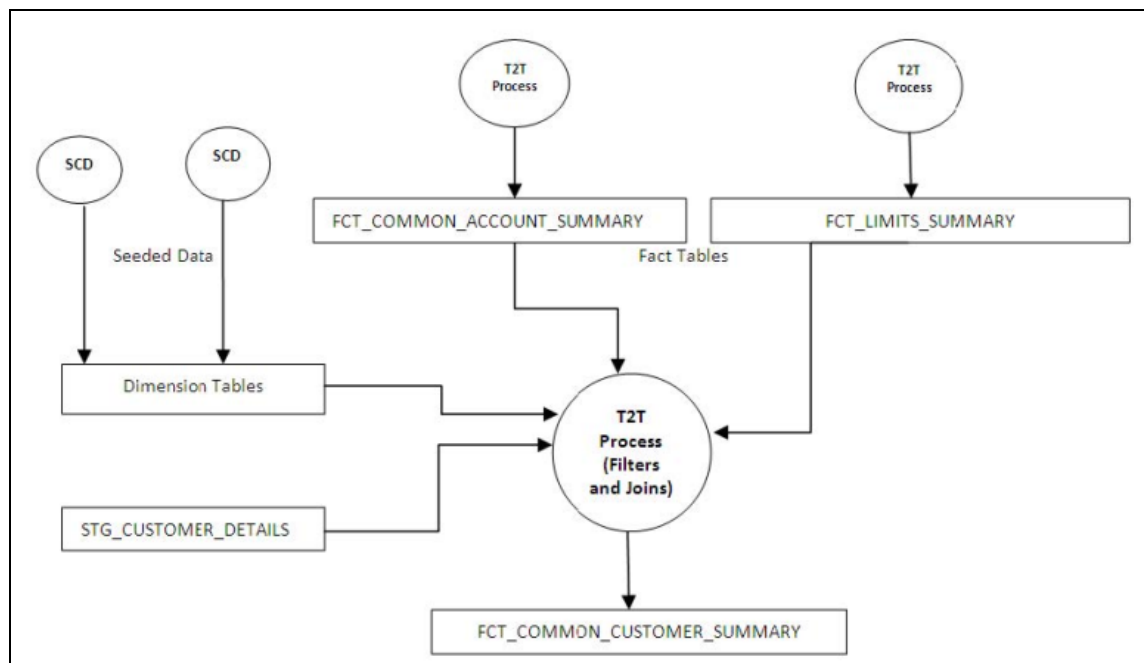 T2T
Process
T2T
Process
SCD
SCD
FCT_COMMON_ACCOUNT_SUMMARY
FCT_LIMITS_SUMMARY
Seeded Data
Fact Tables
Dimension Tables
T2T
Process
(Filters
and Joins)
STG_CUSTOMER_DETAILS
FCT_COMMON_CUSTOMER_SUMMARY